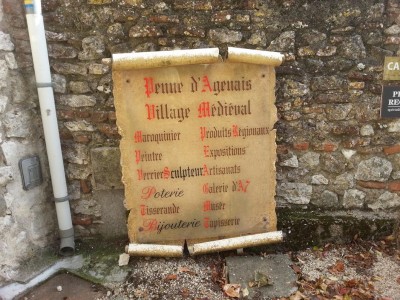 Penne d'Agenais
Village Médiéval
Maroquinier Produits Régionaux
Peintre Expositions
Verrier Sculpteur Artisanats
Poterie Galerie d'Art
Tisserande Musée
Bijouterie Tapisserie
CA